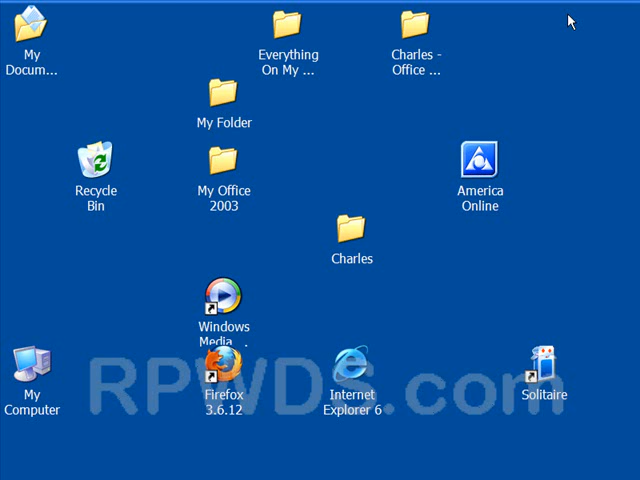 My
Docum...
Everything
On My ...
Charles -
Office ...
My Folder
Recycle
Bin
My Office
2003
America
Online
Charles
Windows
Media ...
My
Computer
Firefox
3.6.12
Internet
Explorer 6
Solitaire
RPWDS.com